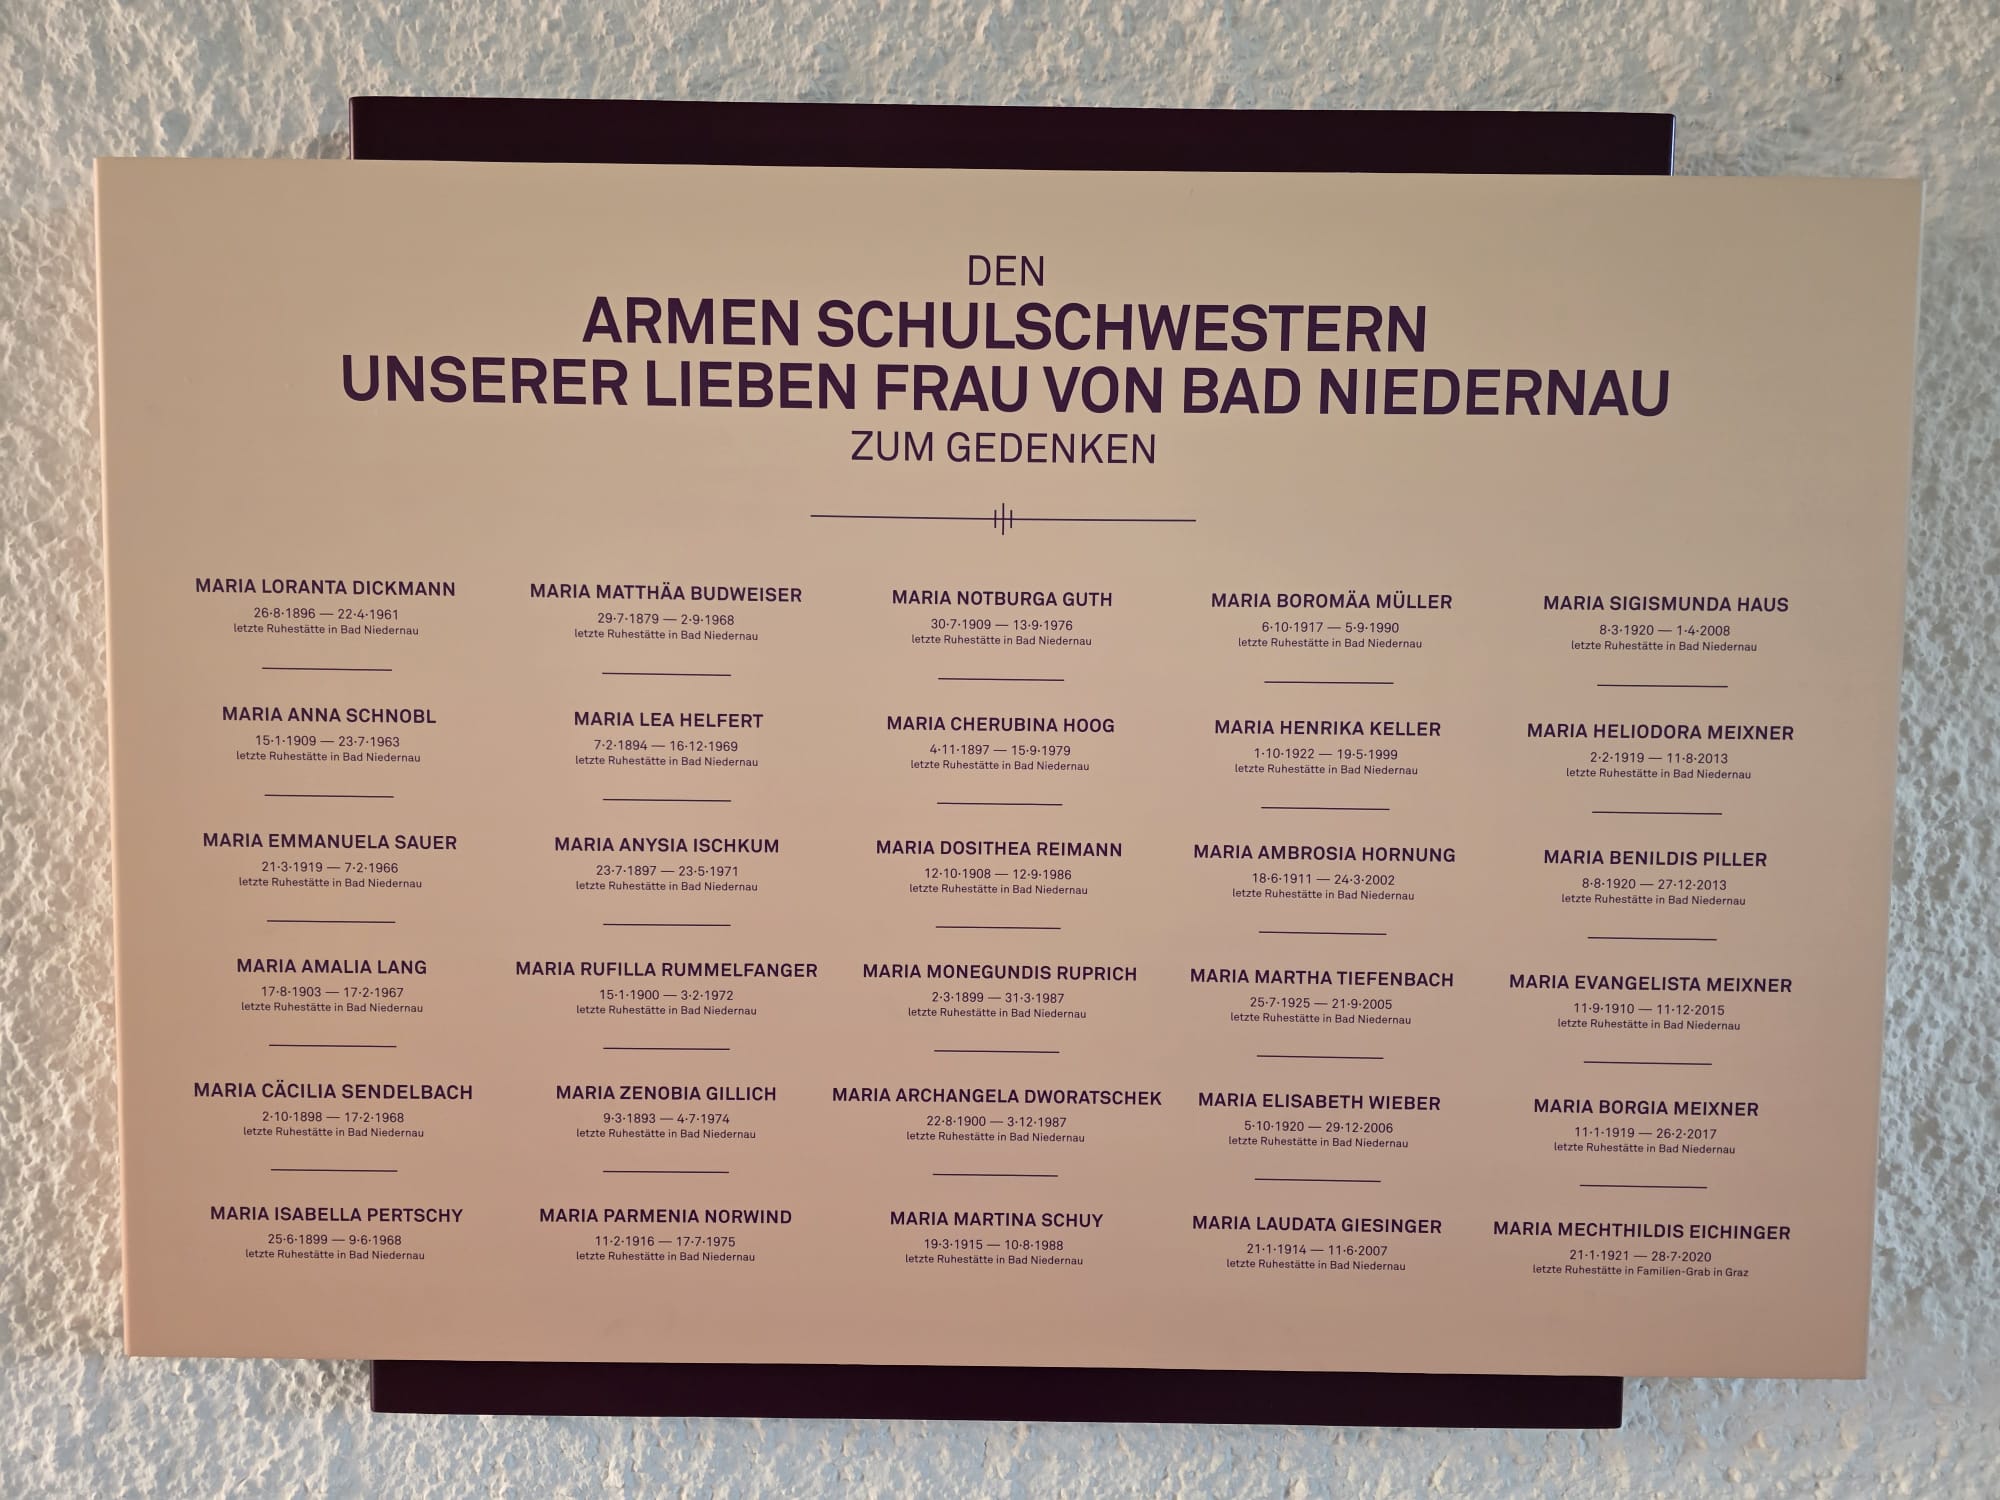 DEN
ARMEN SCHULSCHWESTERN
UNSERER LIEBEN FRAU VON BAD NIEDERNAU
ZUM GEDENKEN
MARIA LORANTA DICKMANN
26·8·1896 — 22·4·1961
letzte Ruhestätte in Bad Niedernau
MARIA ANNA SCHNOBL
15·1·1909 — 23·7·1963
letzte Ruhestätte in Bad Niedernau
MARIA EMMANUELA SAUER
21·3·1919 — 7·2·1966
letzte Ruhestätte in Bad Niedernau
MARIA AMALIA LANG
17·8·1903 — 17·2·1967
letzte Ruhestätte in Bad Niedernau
MARIA CÄCILIA SENDELBACH
2·10·1898 — 17·2·1968
letzte Ruhestätte in Bad Niedernau
MARIA ISABELLA PERTSCHY
25·6·1899 — 9·6·1968
letzte Ruhestätte in Bad Niedernau
MARIA MATTHÄA BUDWEISER
29·7·1879 — 2·9·1968
letzte Ruhestätte in Bad Niedernau
MARIA LEA HELFERT
7·2·1894 — 16·12·1969
letzte Ruhestätte in Bad Niedernau
MARIA ANYSIA ISCHKUM
23·7·1897 — 23·5·1971
letzte Ruhestätte in Bad Niedernau
MARIA RUFILLA RUMMELFANGER
15·1·1900 — 3·2·1972
letzte Ruhestätte in Bad Niedernau
MARIA ZENOBIA GILLICH
9·3·1893 — 4·7·1974
letzte Ruhestätte in Bad Niedernau
MARIA PARMENIA NORWIND
11·2·1916 — 17·7·1975
letzte Ruhestätte in Bad Niedernau
MARIA NOTBURGA GUTH
30·7·1909 — 13·9·1976
letzte Ruhestätte in Bad Niedernau
MARIA CHERUBINA HOOG
4·11·1897 — 15·9·1979
letzte Ruhestätte in Bad Niedernau
MARIA DOSITHEA REIMANN
12·10·1908 — 12·9·1986
letzte Ruhestätte in Bad Niedernau
MARIA MONEGUNDIS RUPRICH
2·3·1899 — 31·3·1987
letzte Ruhestätte in Bad Niedernau
MARIA ARCHANGELA DWORATSCHEK
22·8·1900 — 3·12·1987
letzte Ruhestätte in Bad Niedernau
MARIA MARTINA SCHUY
19·3·1915 — 10·8·1988
letzte Ruhestätte in Bad Niedernau
MARIA BOROMÄA MÜLLER
6·10·1917 — 5·9·1990
letzte Ruhestätte in Bad Niedernau
MARIA HENRIKA KELLER
1·10·1922 — 19·5·1999
letzte Ruhestätte in Bad Niedernau
MARIA AMBROSIA HORNUNG
18·6·1911 — 24·3·2002
letzte Ruhestätte in Bad Niedernau
MARIA MARTHA TIEFENBACH
25·7·1925 — 21·9·2005
letzte Ruhestätte in Bad Niedernau
MARIA ELISABETH WIEBER
5·10·1920 — 29·12·2006
letzte Ruhestätte in Bad Niedernau
MARIA LAUDATA GIESINGER
21·1·1914 — 11·6·2007
letzte Ruhestätte in Bad Niedernau
MARIA SIGISMUNDA HAUS
8·3·1920 — 1·4·2008
letzte Ruhestätte in Bad Niedernau
MARIA HELIODORA MEIXNER
2·2·1919 — 11·8·2013
letzte Ruhestätte in Bad Niedernau
MARIA BENILDIS PILLER
8·8·1920 — 27·12·2013
letzte Ruhestätte in Bad Niedernau
MARIA EVANGELISTA MEIXNER
11·9·1910 — 11·12·2015
letzte Ruhestätte in Bad Niedernau
MARIA BORGIA MEIXNER
11·1·1919 — 26·2·2017
letzte Ruhestätte in Bad Niedernau
MARIA MECHTHILDIS EICHINGER
21·1·1921 — 28·7·2020
letzte Ruhestätte in Familien-Grab in Graz